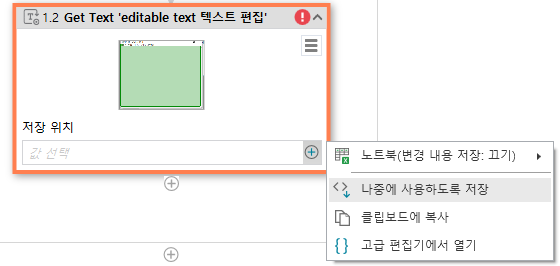 1.2 Get Text 'editable text 텍스트 편집'
저장 위치
값 선택
노트북(변경 내용 저장: 끄기)
나중에 사용하도록 저장
클립보드에 복사
고급 편집기에서 열기